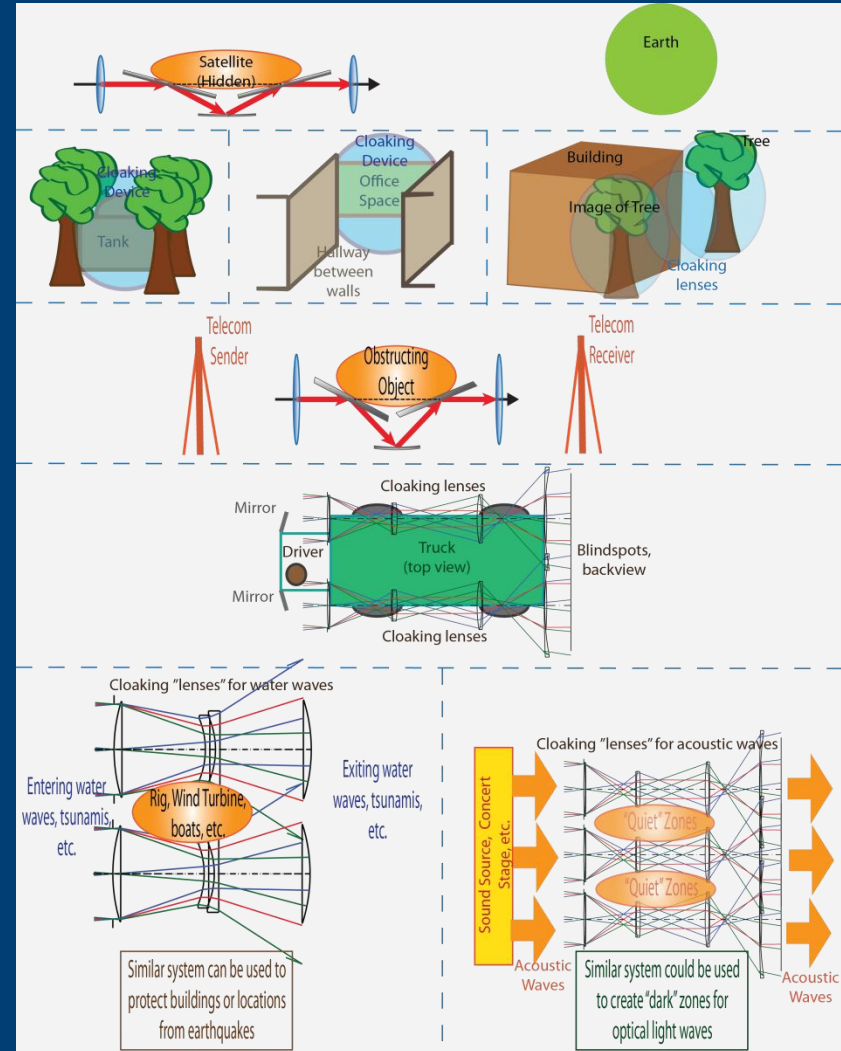 Satellite
(Hidden)
Earth
Cloaking
Device
Tank
Cloaking
Device
Office
Space
Hallway
between
walls
Building
Tree
Image of Tree
Cloaking
lenses
Telecom
Sender
Obstructing
Object
Telecom
Receiver
Cloaking lenses
Mirror
Driver
Truck
(top view)
Blindspots,
backview
Mirror
Cloaking lenses
Cloaking "lenses" for water waves
Entering water
waves, tsunamis,
etc.
Rig, Wind Turbine,
boats, etc.
Exiting water
waves, tsunamis,
etc.
Similar system can be used to
protect buildings or locations
from earthquakes
Cloaking "lenses" for acoustic waves
Sound Source, Concert
Stage, etc.
"Quiet" Zones
"Quiet" Zones
Acoustic
Waves
Acoustic
Waves
Similar system could be used
to create "dark" zones for
optical light waves